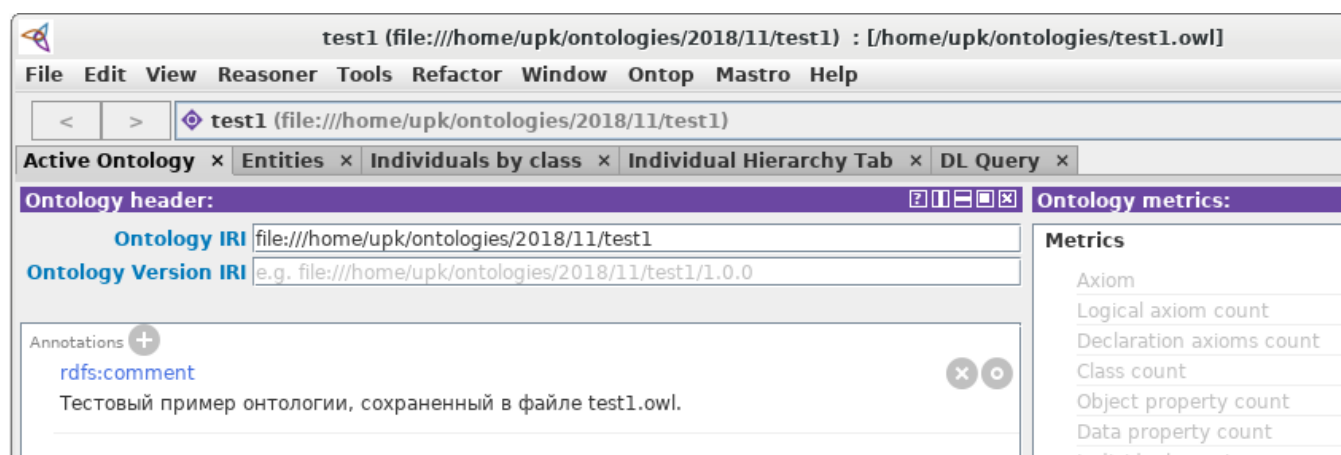 test1 (file:///home/upk/ontologies/2018/11/test1) : [/home/upk/ontologies/test1.owl]
File Edit View Reasoner Tools Refactor Window Ontop Mastro Help
< > test1 (file:///home/upk/ontologies/2018/11/test1)
Active Ontology × Entities × Individuals by class × Individual Hierarchy Tab × DL Query ×
Ontology header:
Ontology IRI file:///home/upk/ontologies/2018/11/test1
Ontology Version IRI e.g. file:///home/upk/ontologies/2018/11/test1/1.0.0
Annotations
rdfs:comment
Тестовый пример онтологии, сохраненный в файле test1.owl.
Ontology metrics:
Metrics
Axiom
Logical axiom count
Declaration axioms count
Class count
Object property count
Data property count